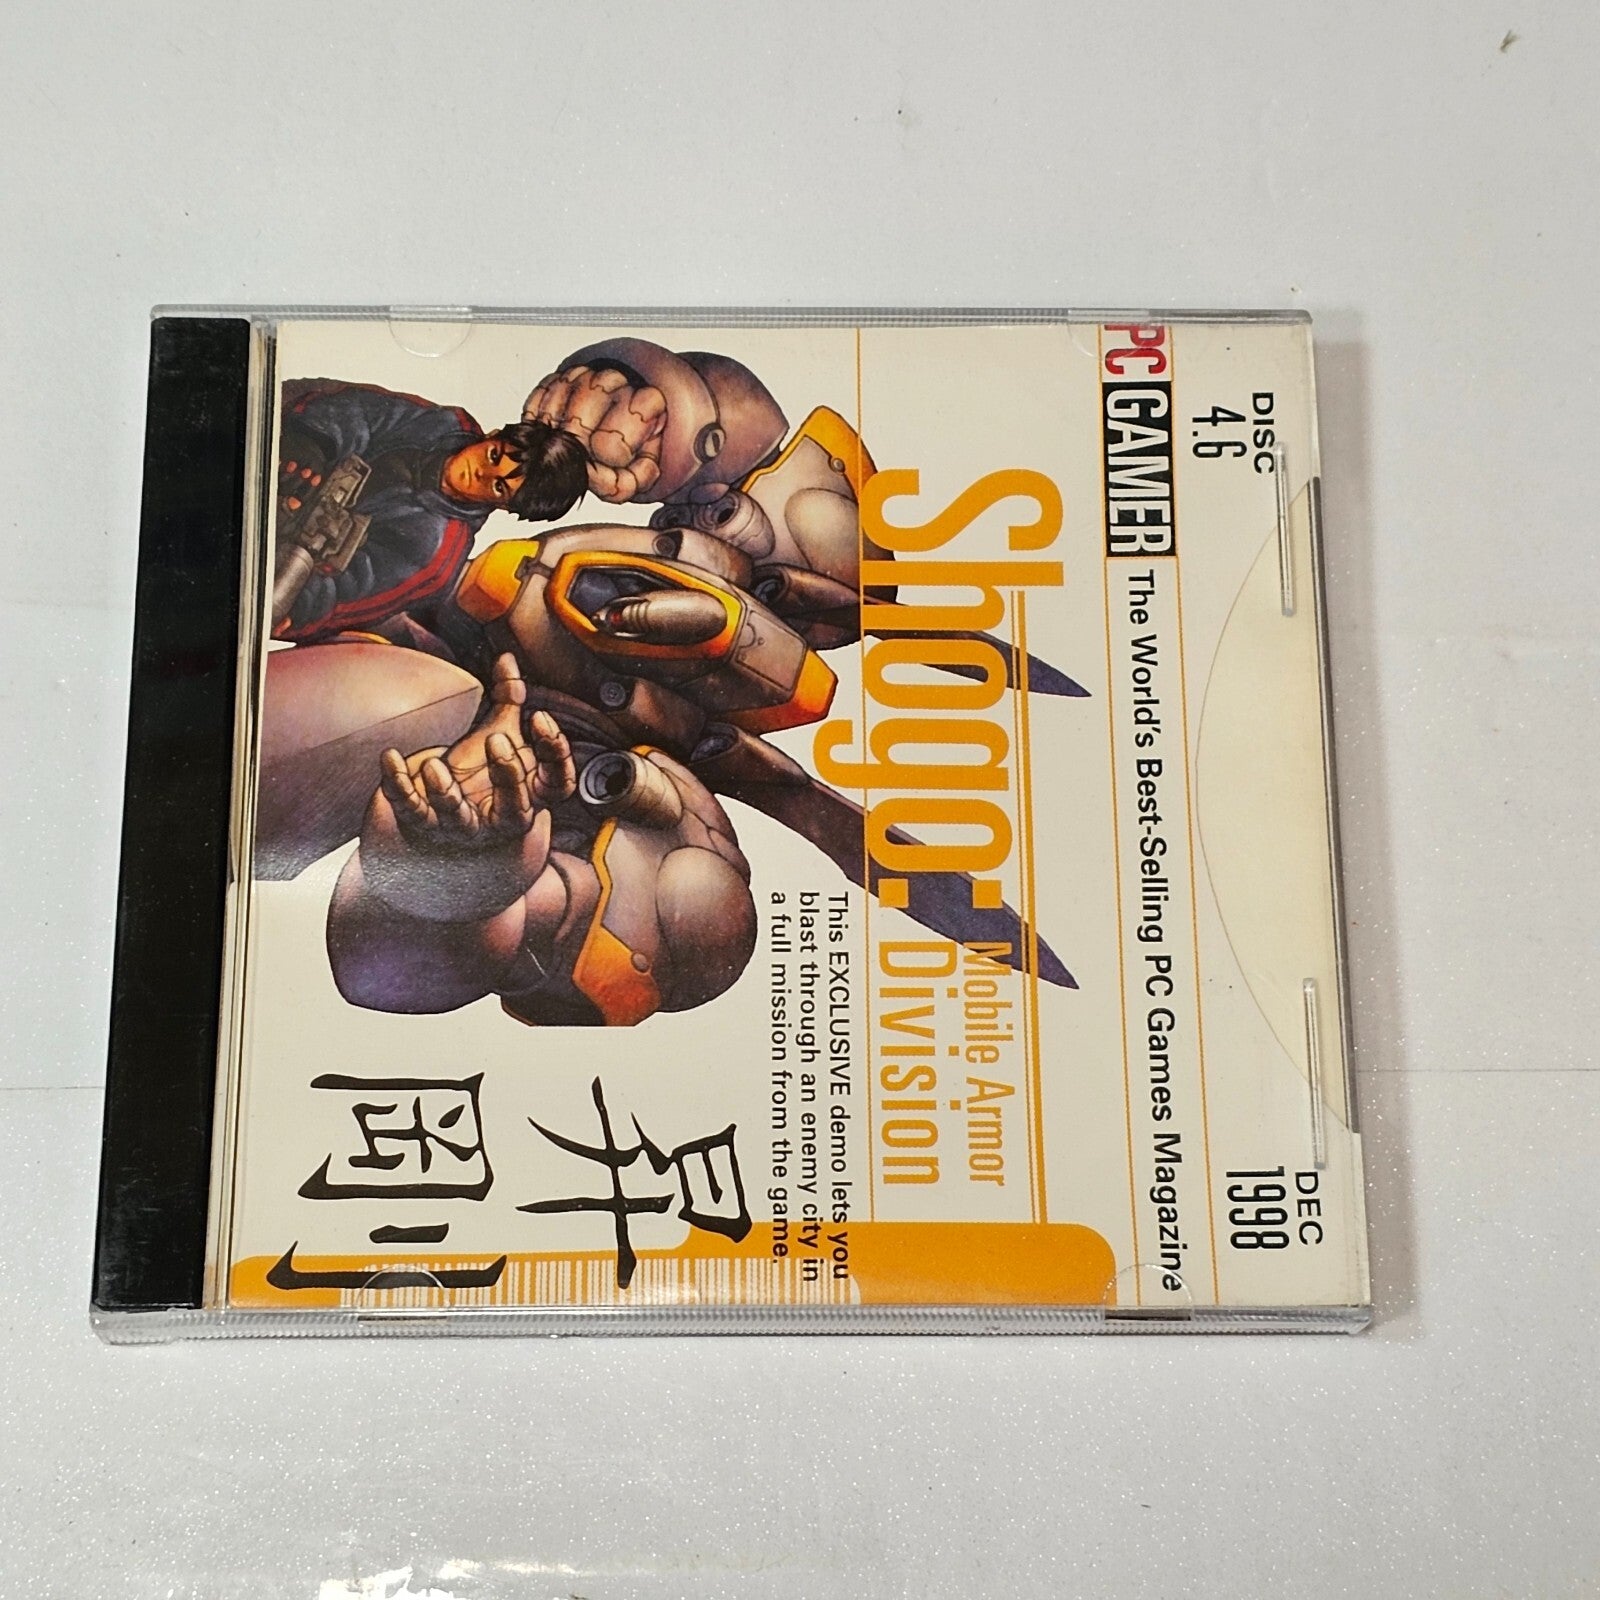 DISC
4.6
DEC
1998
PC GAMER The World's Best-Selling PC Games Magazine
Shogo: Mobile Armor
Division
This EXCLUSIVE demo lets you
blast through an enemy city in
a full mission from the game.
昇
剛